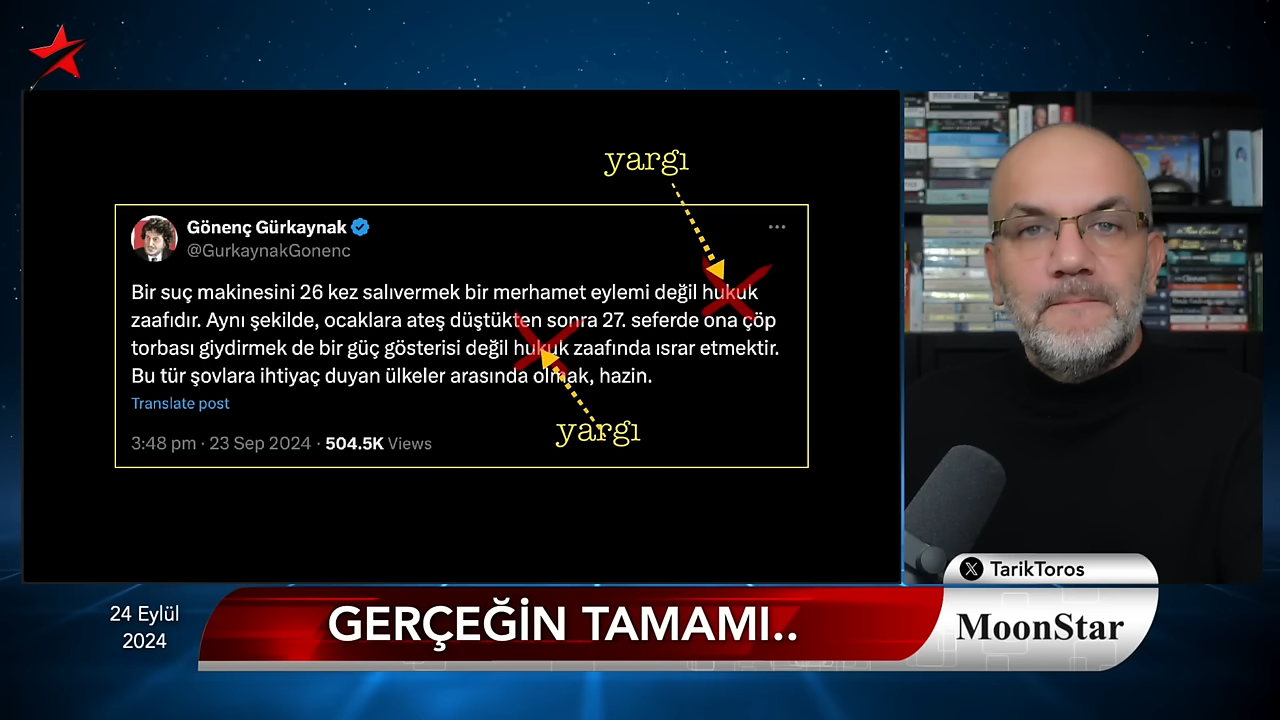 yargı
Gönenç Gürkaynak
@GurkaynakGonenc
Bir suç makinesini 26 kez salıvermek bir merhamet eylemi değil hukuk
zaafıdır. Aynı şekilde, ocaklara ateş düştükten sonra 27. seferde ona çöp
torbası giydirmek de bir güç gösterisi değil hukuk zaafında ısrar etmektir.
Bu tür şovlara ihtiyaç duyan ülkeler arasında olmak, hazin.
Translate post
yargı
3:48 pm · 23 Sep 2024 · 504.5K Views
TarikToros
24 Eylül
2024
GERÇEĞİN TAMAMI..
MoonStar